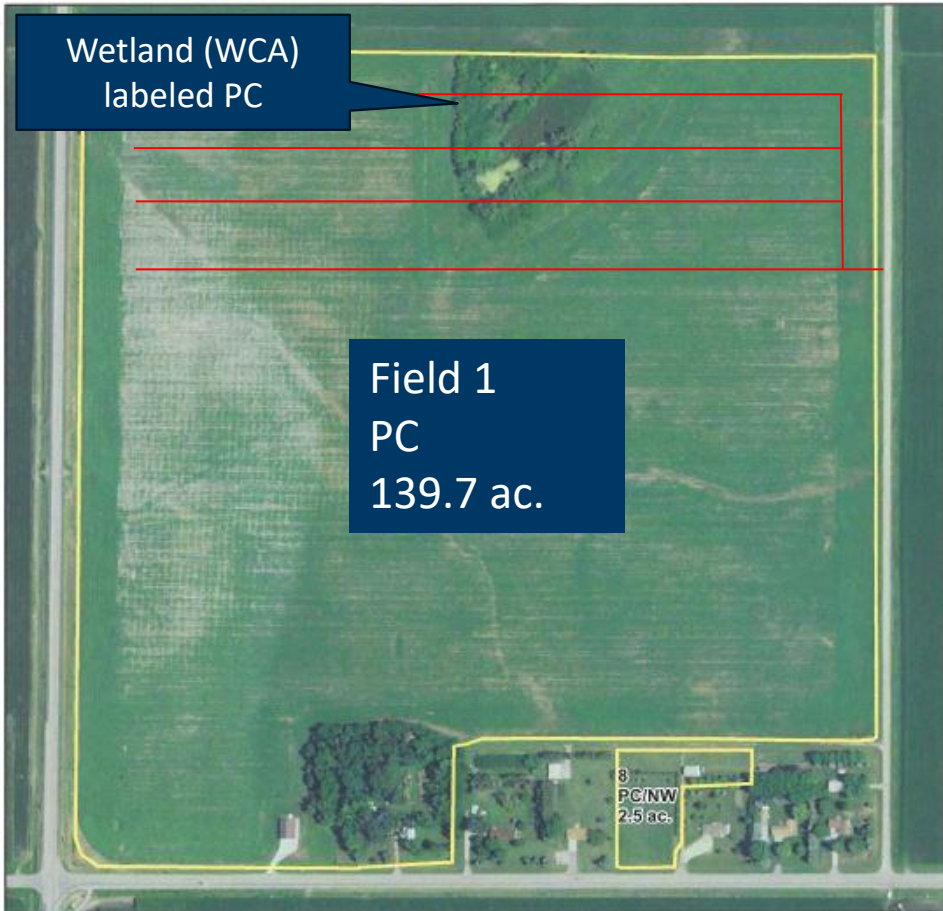 Wetland (WCA)
labeled PC
Field 1
PC
139.7 ac.
8
PC/NW
2.5 ac.